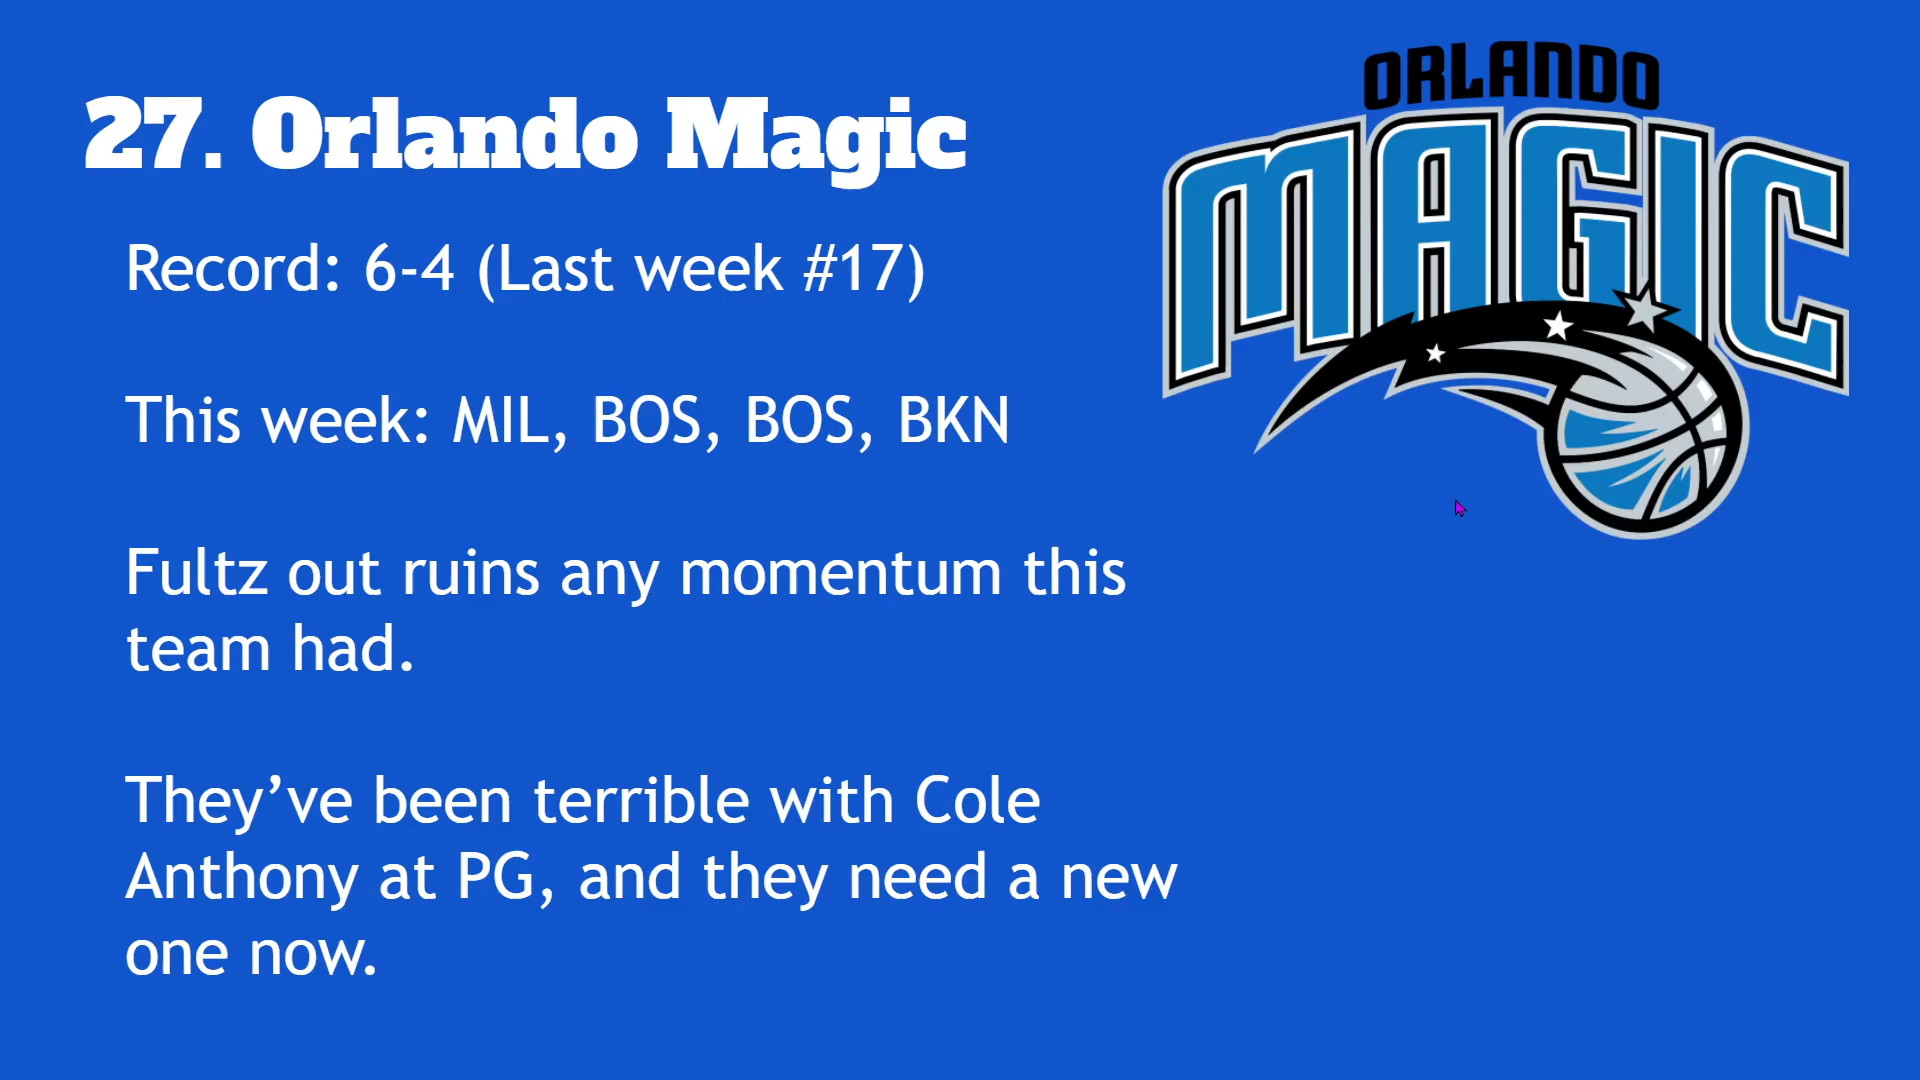 27. Orlando Magic
ORLANDO
MAGIC
Record: 6-4 (Last week #17)
This week: MIL, BOS, BOS, BKN
Fultz out ruins any momentum this
team had.
They’ve been terrible with Cole
Anthony at PG, and they need a new
one now.